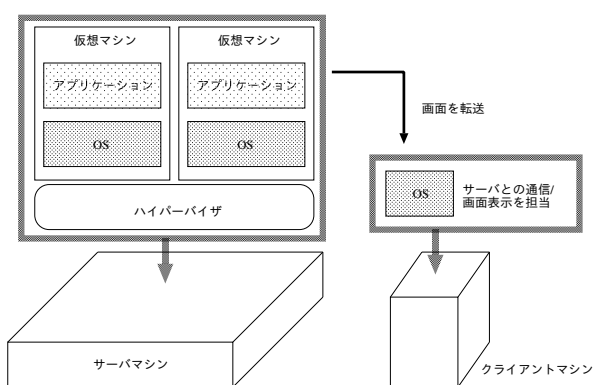 仮想マシン
仮想マシン
アプリケーション
アプリケーション
OS
OS
ハイパーバイザ
画面を転送
OS
サーバとの通信/
画面表示を担当
サーバマシン
クライアントマシン